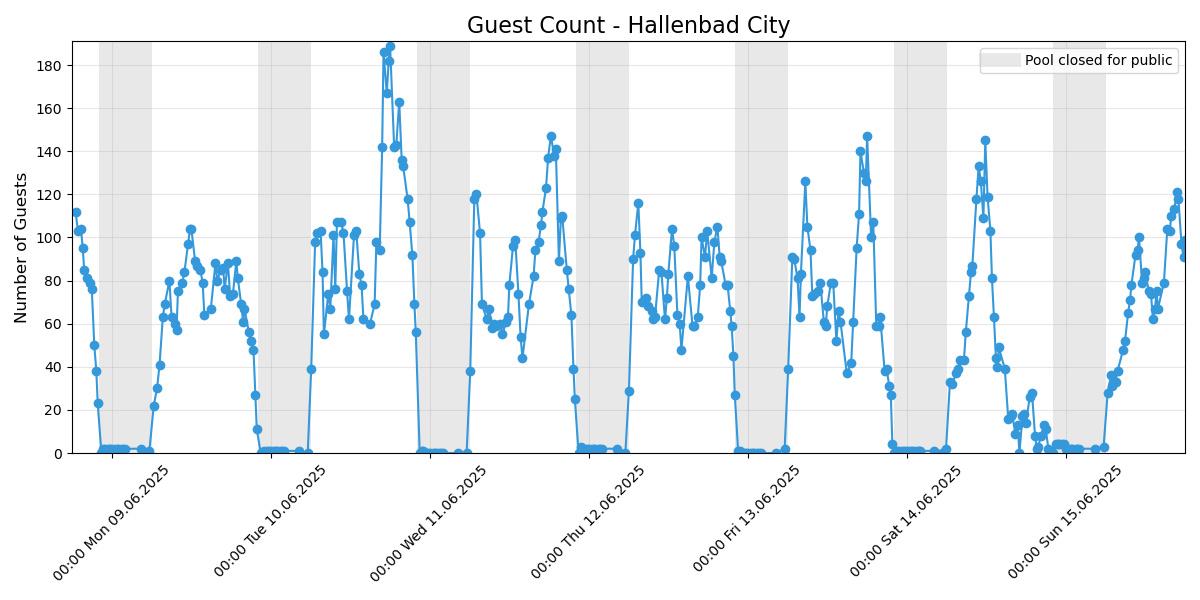 Guest Count - Hallenbad City
Pool closed for public
Number of Guests
180
160
140
120
100
80
60
40
20
0
00:00 Mon 09.06.2025
00:00 Tue 10.06.2025
00:00 Wed 11.06.2025
00:00 Thu 12.06.2025
00:00 Fri 13.06.2025
00:00 Sat 14.06.2025
00:00 Sun 15.06.2025